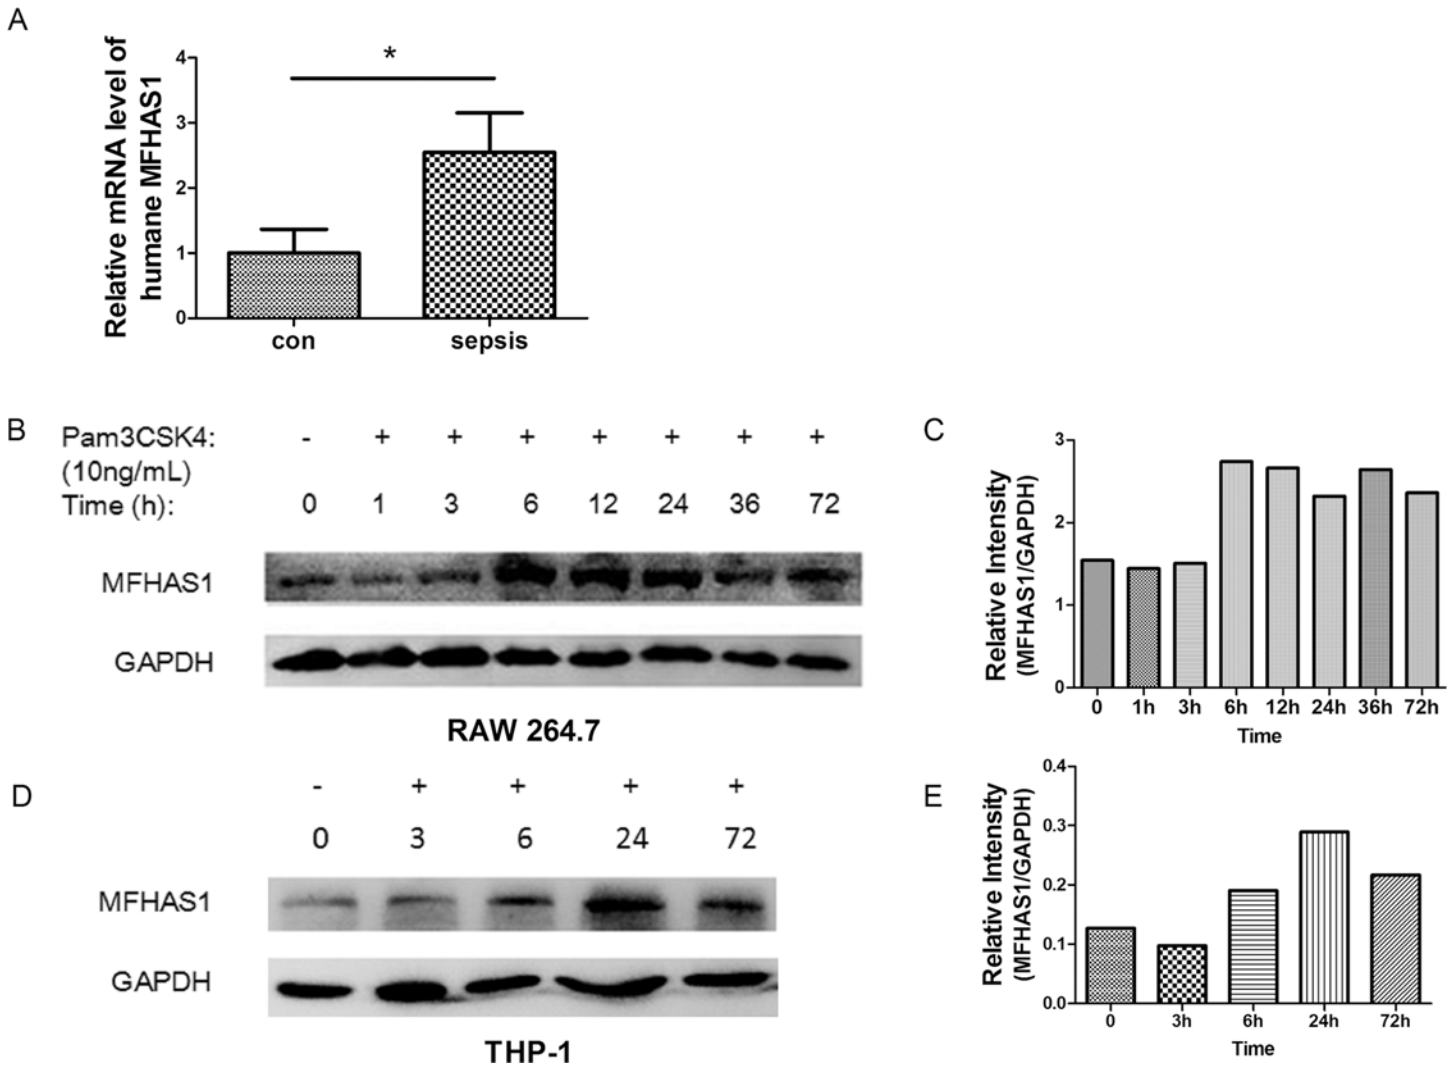 A
Relative mRNA level of
humane MFHAS1
4
3
2
1
0
*
con
sepsis
B
Pam3CSK4: - + + + + + + +
(10ng/mL)
Time (h): 0 1 3 6 12 24 36 72
MFHAS1
GAPDH
RAW 264.7
C
Relative Intensity
(MFHAS1/GAPDH)
3
2
1
0
0 1h 3h 6h 12h 24h 36h 72h
Time
D
- + + + +
0 3 6 24 72
MFHAS1
GAPDH
THP-1
E
Relative Intensity
(MFHAS1/GAPDH)
0.4
0.3
0.2
0.1
0.0
0 3h 6h 24h 72h
Time